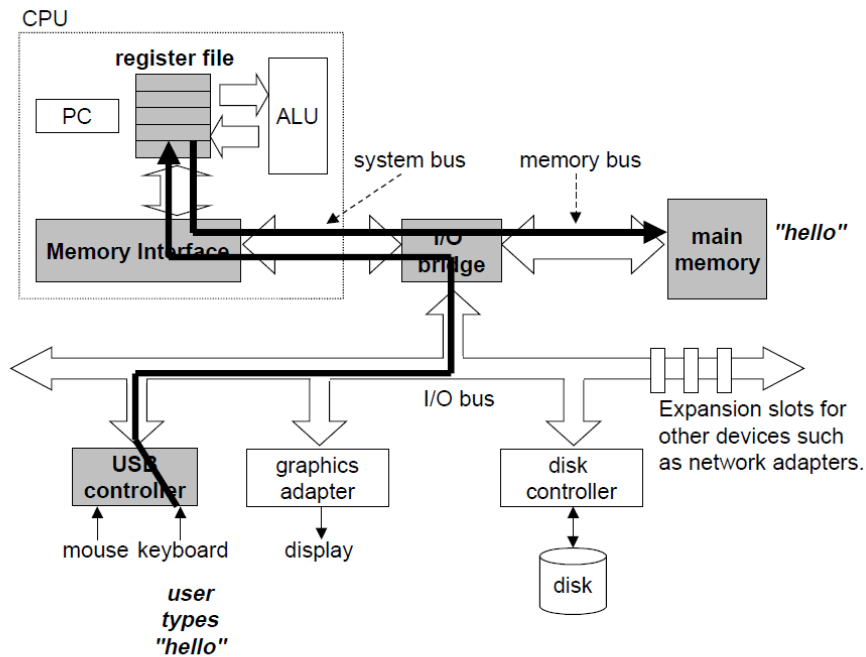 CPU
register file
PC
ALU
system bus
memory bus
Memory Interface
I/O
bridge
main
memory
"hello"
I/O bus
Expansion slots for
other devices such
as network adapters.
USB
controller
graphics
adapter
disk
controller
mouse
keyboard
display
disk
user
types
"hello"